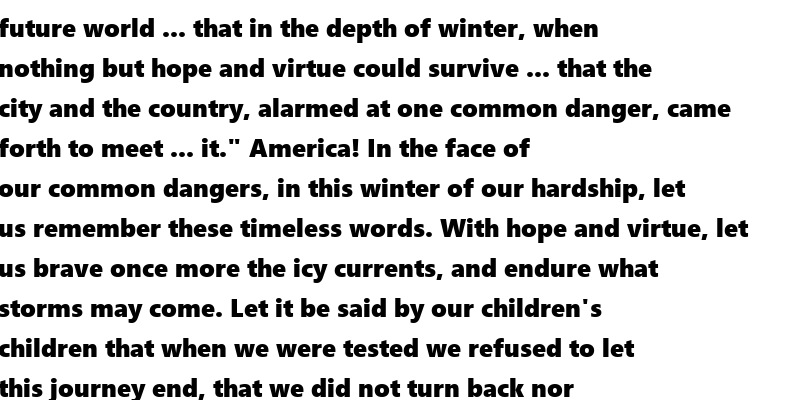 future world ... that in the depth of winter, when
nothing but hope and virtue could survive ... that the
city and the country, alarmed at one common danger, came
forth to meet ... it." America! In the face of
our common dangers, in this winter of our hardship, let
us remember these timeless words. With hope and virtue, let
us brave once more the icy currents, and endure what
storms may come. Let it be said by our children's
children that when we were tested we refused to let
this journey end, that we did not turn back nor